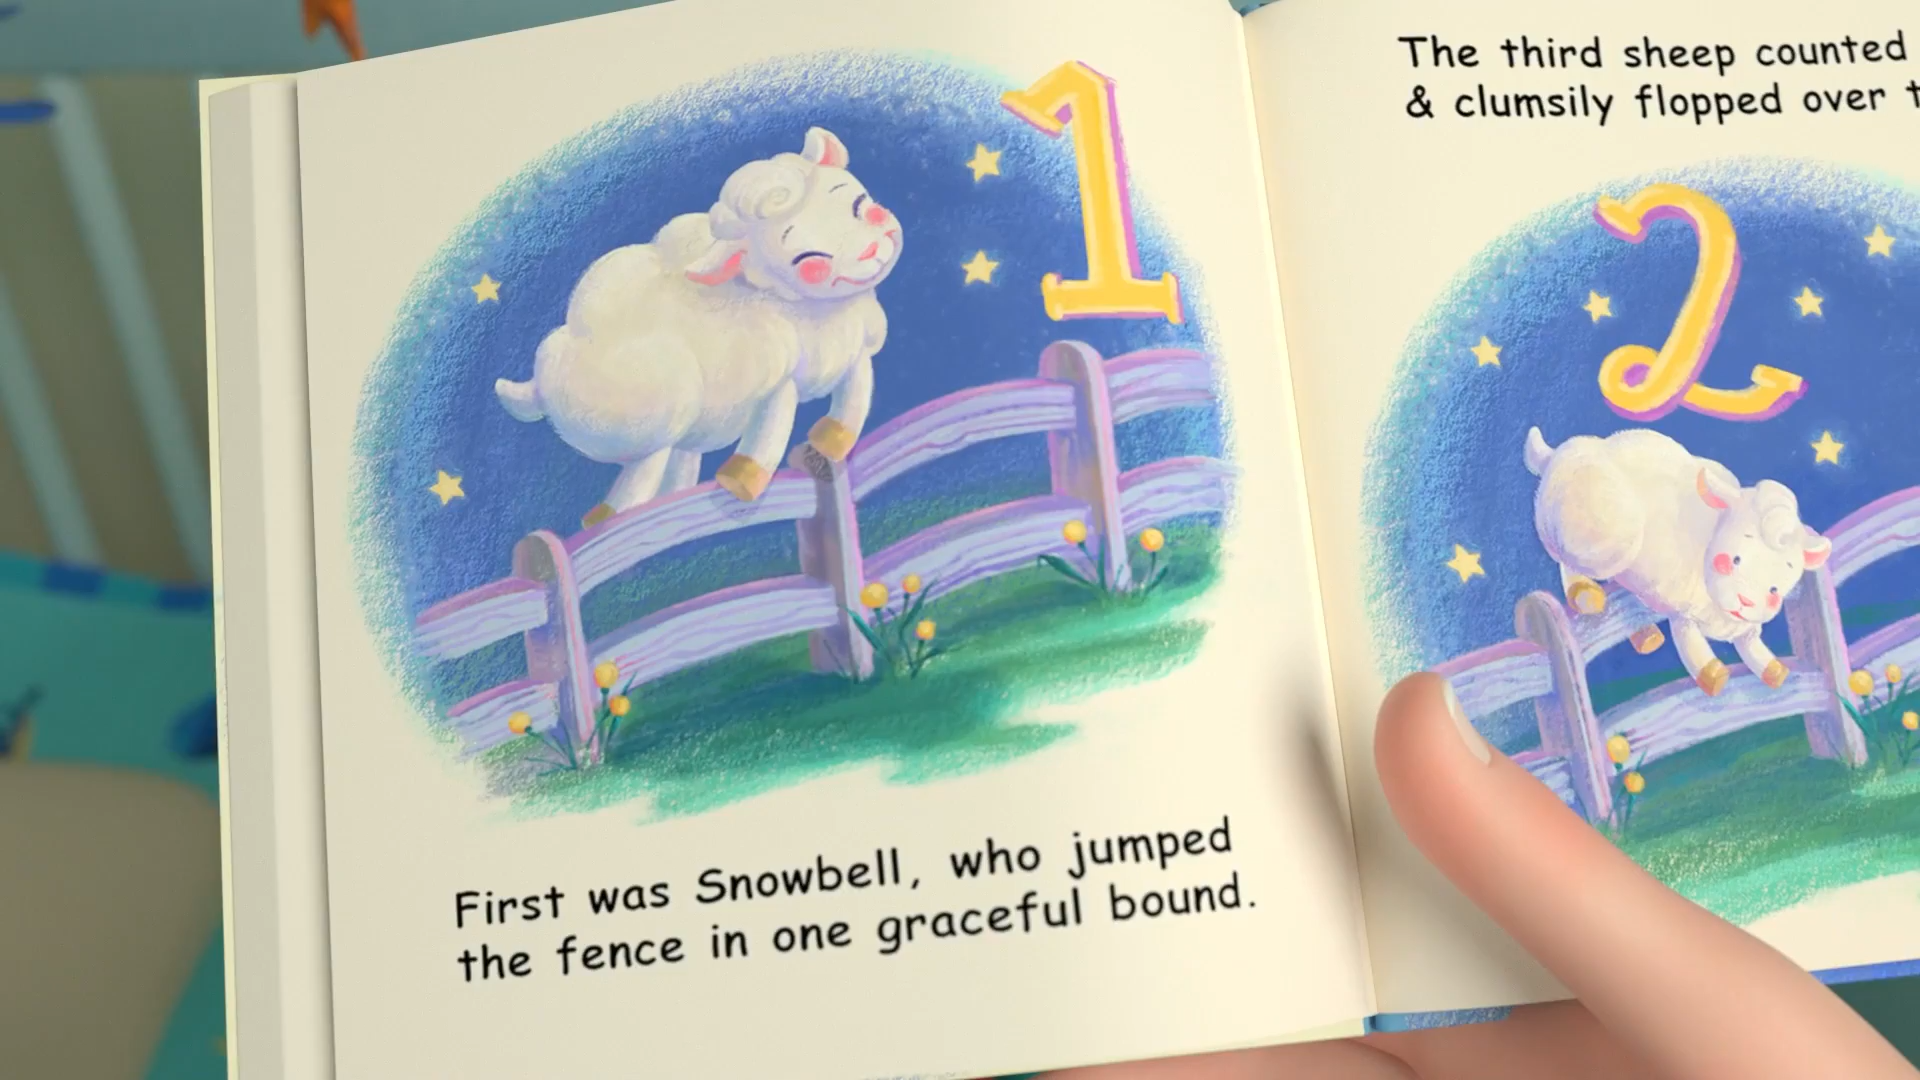 1
First was Snowbell, who jumped
the fence in one graceful bound.
The third sheep counted
& clumsily flopped over
2